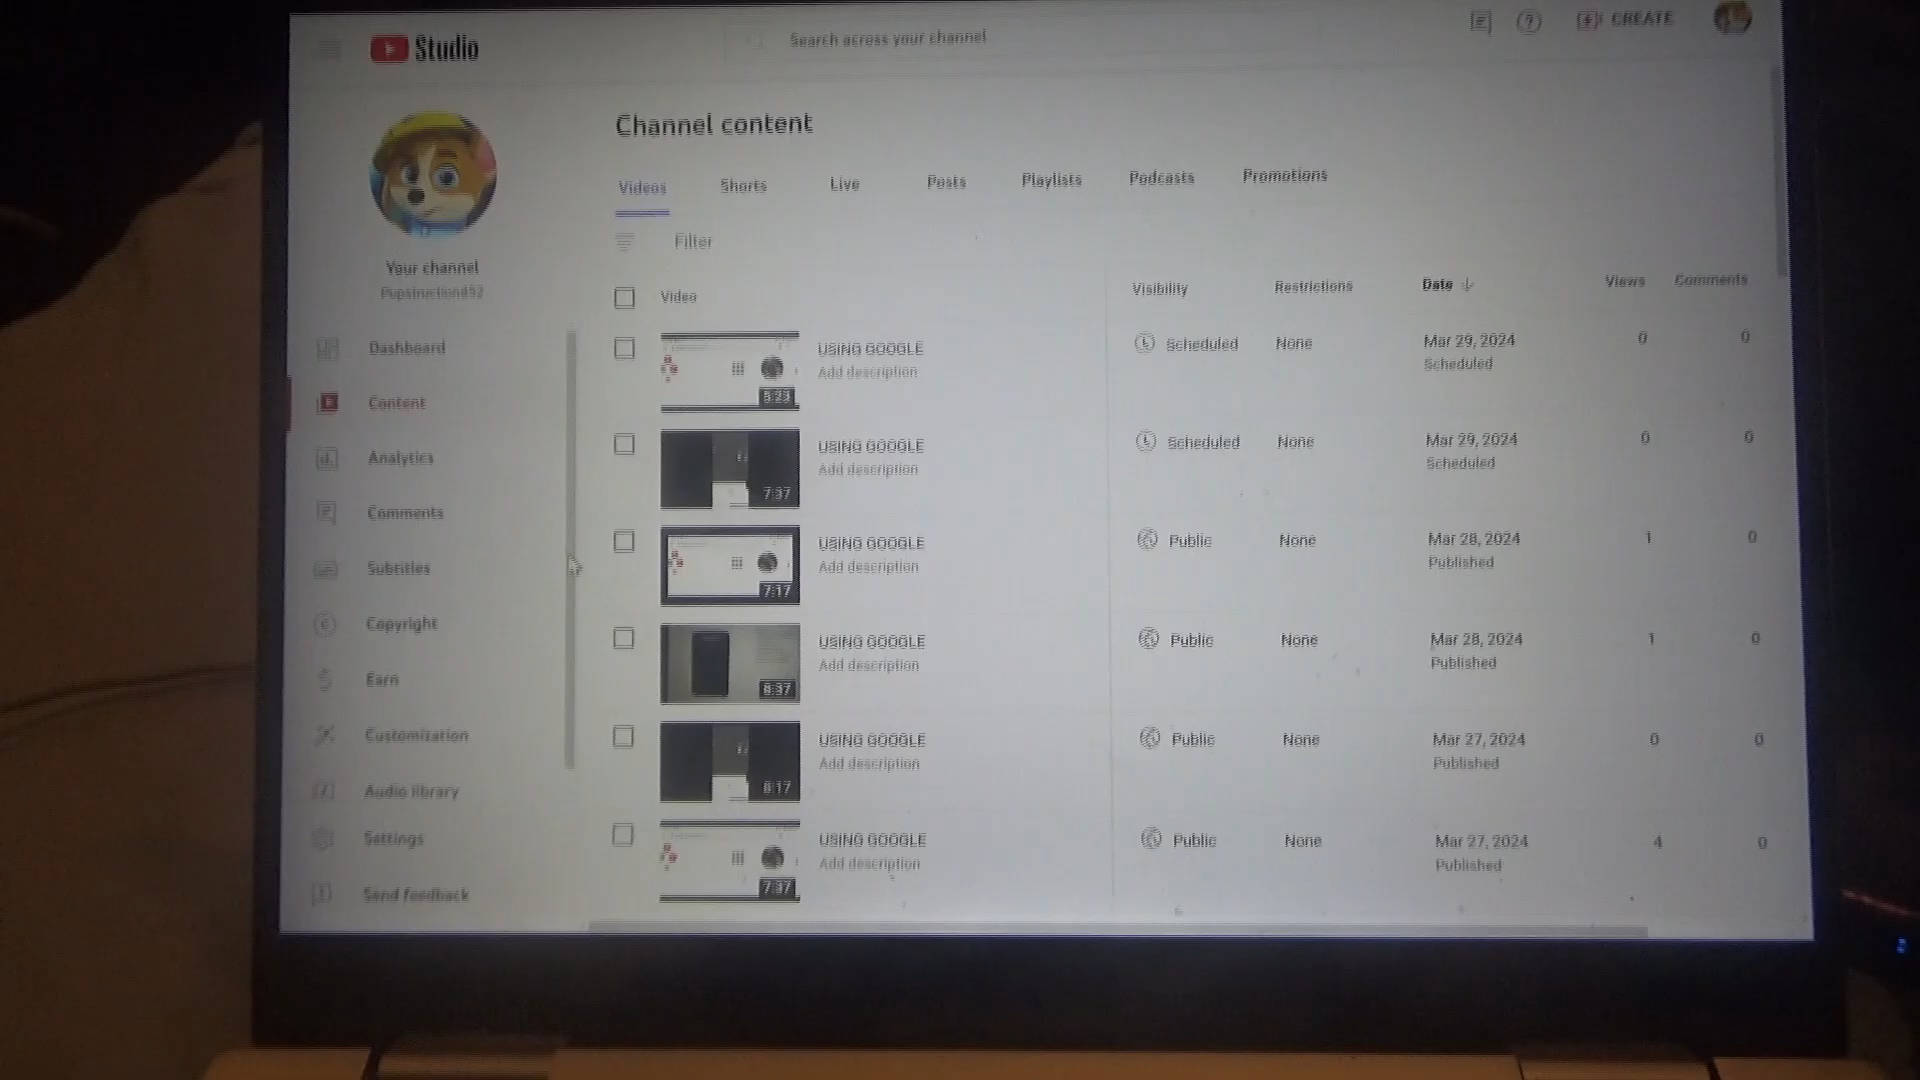 Studio
Search across your channel
CREATE
Channel content
Videos Shorts Live Posts Playlists Podcasts Promotions
Filter
Your channel
Video Visibility Restrictions Date Views Comments
Dashboard
Content
Analytics
Comments
Subtitles
Copyright
Earn
Customization
Audio library
Settings
Send feedback
USING GOOGLE Scheduled None Mar 29, 2024 0 0
Add description Schedules
5:23
USING GOOGLE Scheduled None Mar 29, 2024 0 0
Add description Scheduled
7:37
USING GOOGLE Public None Mar 28, 2024 1 0
Add description Published
7:17
USING GOOGLE Public None Mar 28, 2024 1 0
Add description Published
8:37
USING GOOGLE Public None Mar 27, 2024 0 0
Add description Published
8:17
USING GOOGLE Public None Mar 27, 2024 4 0
Add description Published
7:37